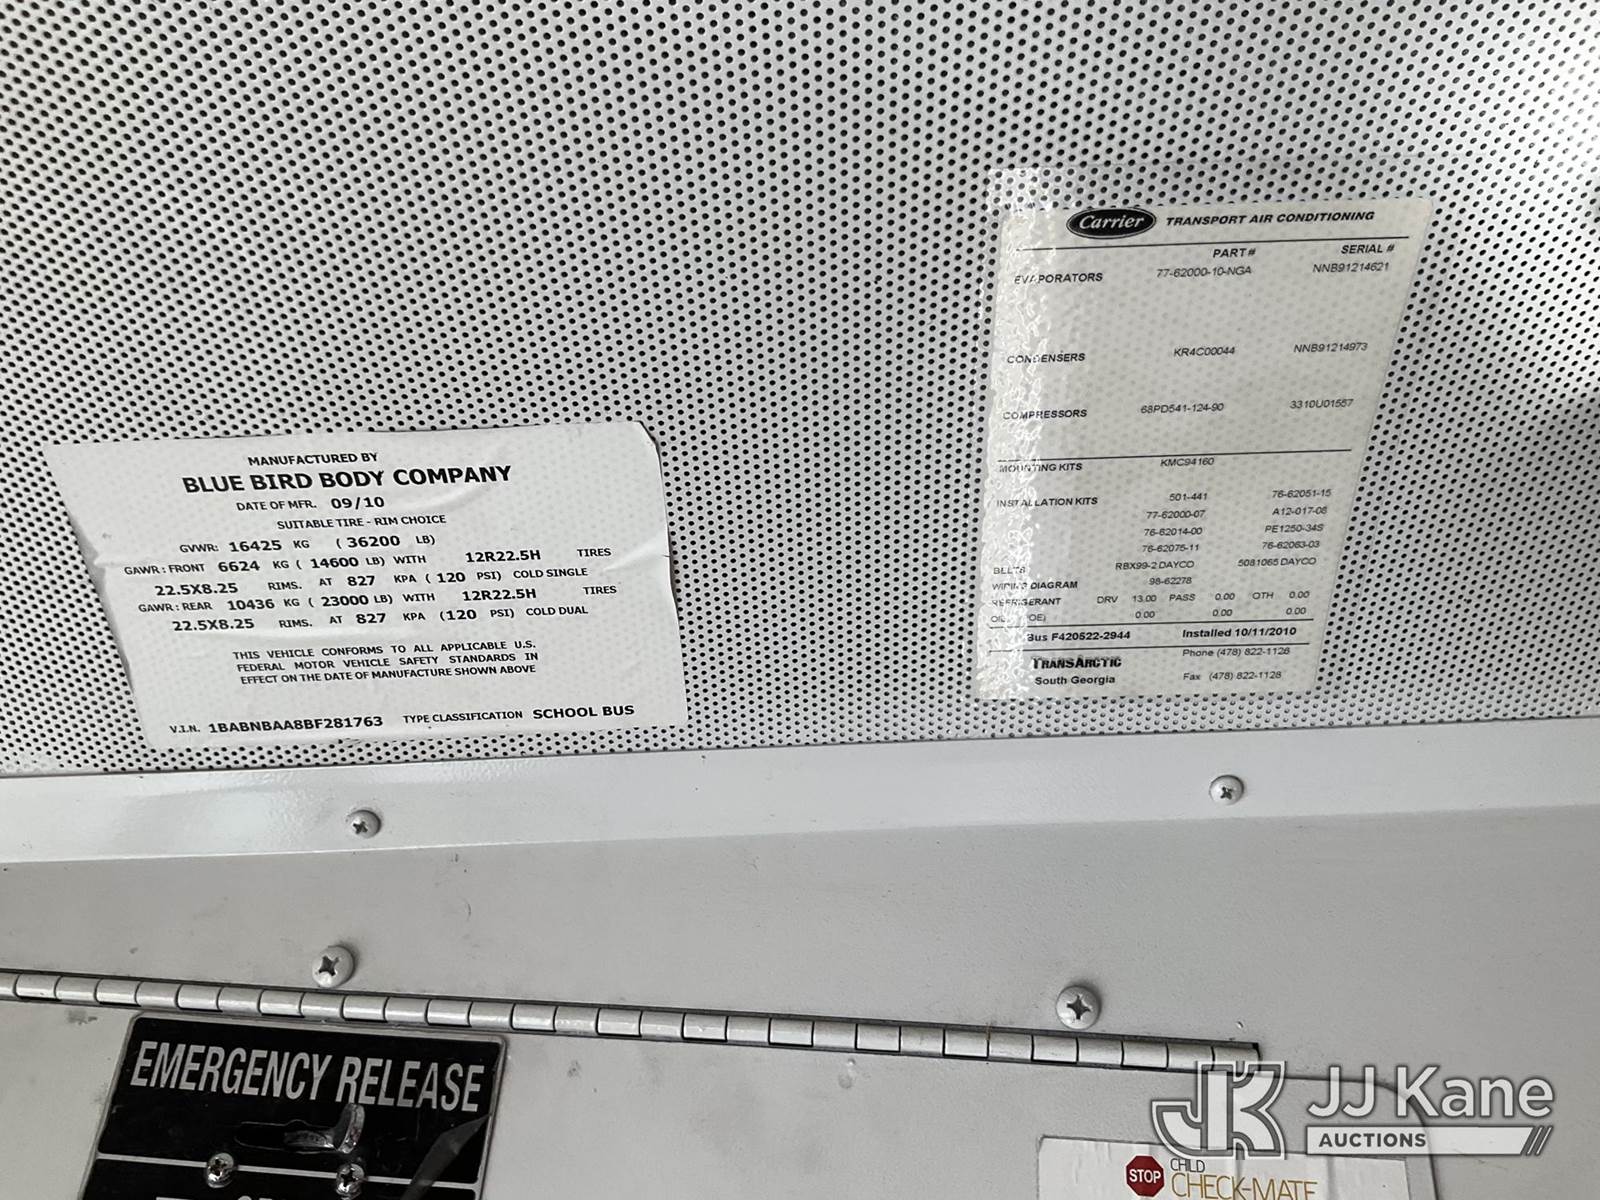 MANUFACTURED BY
BLUE BIRD BODY COMPANY
DATE OF MFR. 09/10
SUITABLE TIRE - RIM CHOICE
GVWR: 16425 KG (36200 LB)
GAWR: FRONT 6624 KG (14600 LB) WITH 12R22.5H TIRES
22.5X8.25 RIMS. AT 827 KPA (120 PSI) COLD SINGLE
GAWR: REAR 10436 KG (23000 LB) WITH 12R22.5H TIRES
22.5X8.25 RIMS. AT 827 KPA (120 PSI) COLD DUAL
THIS VEHICLE CONFORMS TO ALL APPLICABLE U.S.
FEDERAL MOTOR VEHICLE SAFETY STANDARDS IN
EFFECT ON THE DATE OF MANUFACTURE SHOWN ABOVE
V.I.N. 1BABNBAA8BF281763 TYPE CLASSIFICATION SCHOOL BUS
Carrier TRANSPORT AIR CONDITIONING
PART # SERIAL #
EVAPORATORS 77-62000-10-NGA NNB91214621
CONDENSERS KR4C00044 NNB91214973
COMPRESSORS 68PD541-124-90 3310U01557
MOUNTING KITS KMC94160
INSTALLATION KITS 501-441 76-62051-15
77-62000-07 A12-017-06
76-62014-00 PE1250-34S
76-62075-11 76-62063-03
BELTS RBX99-2 DAYCO 5081065 DAYCO
WIRING DIAGRAM 98-62278
REFRIGERANT DRV 13.00 PASS 0.00 OTH 0.00
0.00 0.00 0.00
Bus F420522-2944 Installed 10/11/2010
TRANSARCTIC Phone (478) 822-1126
South Georgia Fax (478) 822-1128
EMERGENCY RELEASE
STOP CHILD
CHECK-MATE
JK JJ Kane
AUCTIONS